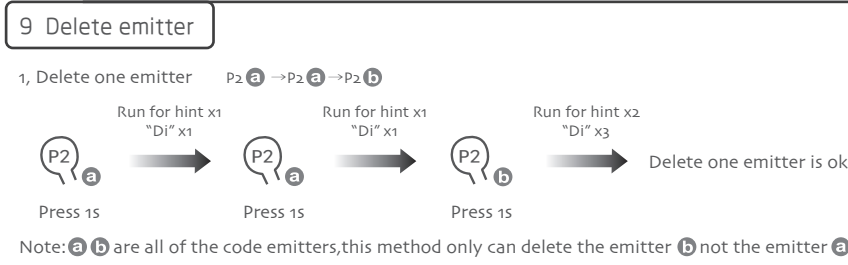 9 Delete emitter
1, Delete one emitter P2 a →P2 a →P2 b
Run for hint x1 Run for hint x1 Run for hint x2
"Di" x1 "Di" x1 "Di" x3
P2 a P2 a P2 b Delete one emitter is ok
Press 1s Press 1s Press 1s
Note: a b are all of the code emitters,this method only can delete the emitter b not the emitter a